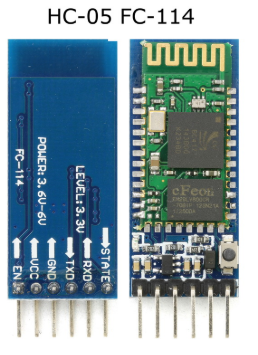 HC-05 FC-114
FC-114
POWER:3.6V-6V
LEVEL:3.3V
EN
VCC
GND
TXD
RXD
STATE
cFeon